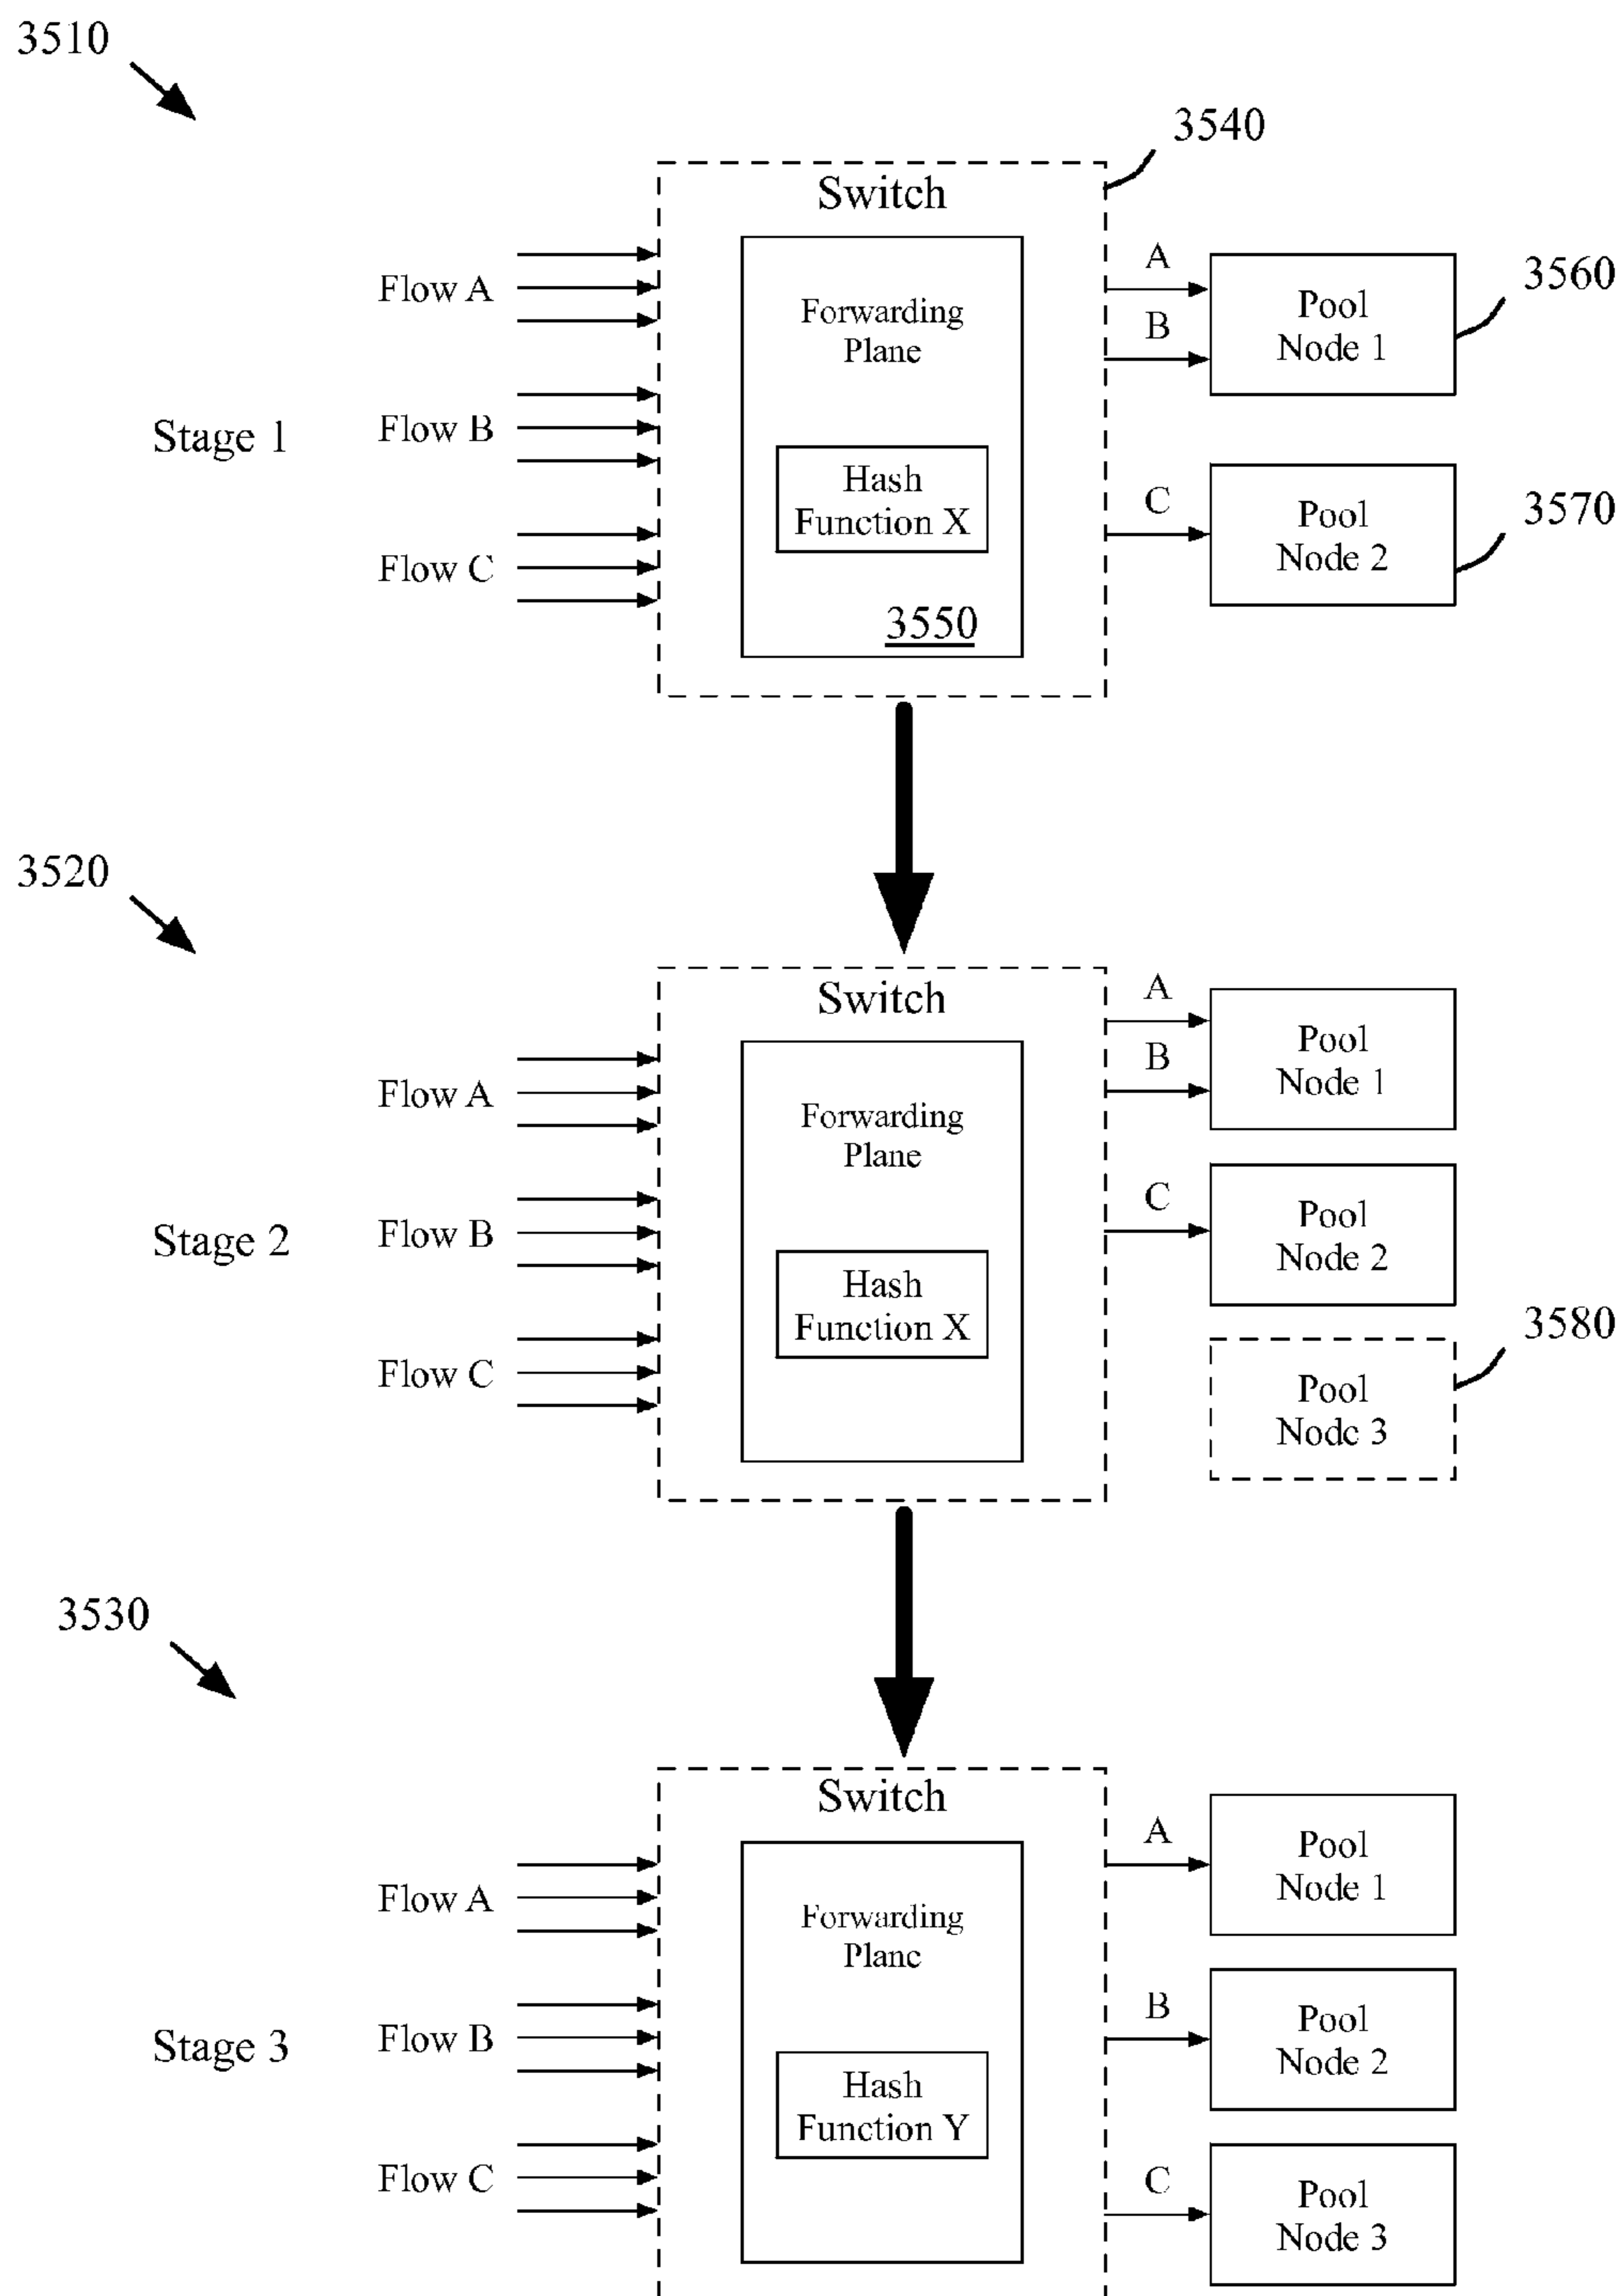 3510
3540
Switch
Flow A
Forwarding
Plane
A
B
Pool
Node 1
3560
Stage 1
Flow B
Hash
Function X
C
Pool
Node 2
3570
Flow C
3550
3520
Switch
Flow A
Forwarding
Plane
A
B
Pool
Node 1
Stage 2
Flow B
Hash
Function X
C
Pool
Node 2
Flow C
Pool
Node 3
3580
3530
Switch
Flow A
Forwarding
Plane
A
Pool
Node 1
Stage 3
Flow B
Hash
Function Y
B
Pool
Node 2
Flow C
C
Pool
Node 3